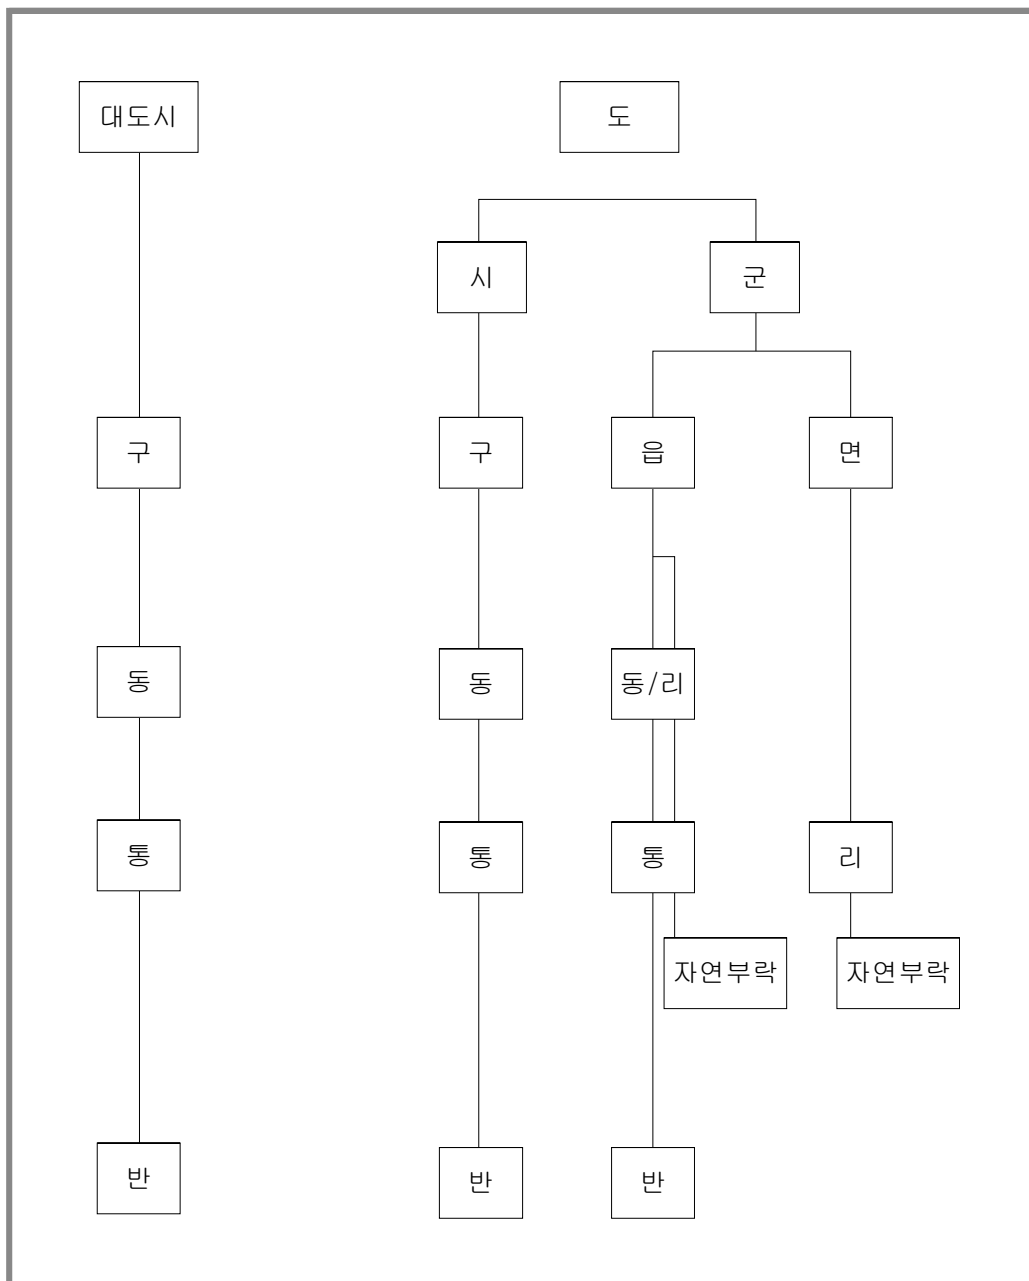 대도시
도
시
군
구
구
읍
면
동
동
동/리
통
통
통
리
자연부락
자연부락
반
반
반